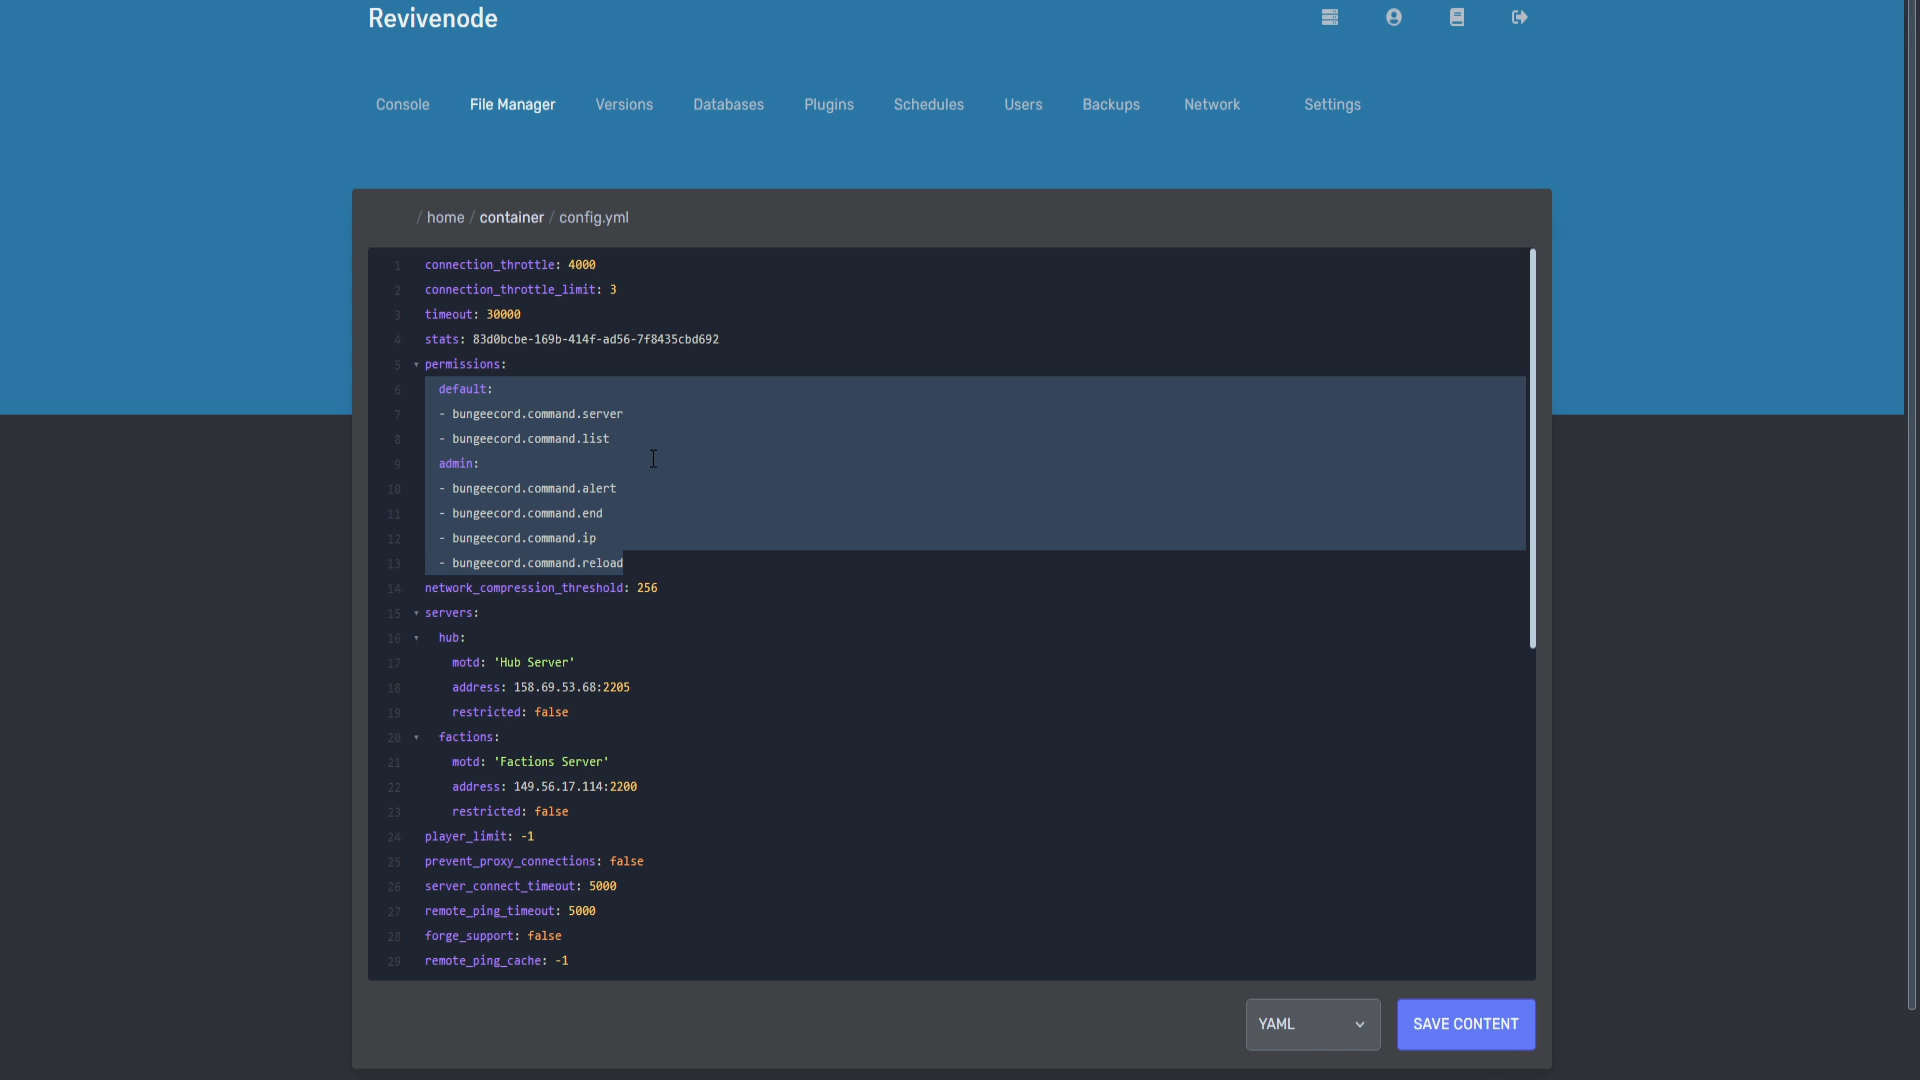 Revivenode
Console File Manager Versions Databases Plugins Schedules Users Backups Network Settings
/ home / container / config.yml
1 connection_throttle: 4000
2 connection_throttle_limit: 3
3 timeout: 30000
4 stats: 83d0bcbe-169b-414f-ad56-7f8435cbd692
5 permissions:
6 default:
7 - bungeecord.command.server
8 - bungeecord.command.list
9 admin:
10 - bungeecord.command.alert
11 - bungeecord.command.end
12 - bungeecord.command.ip
13 - bungeecord.command.reload
14 network_compression_threshold: 256
15 servers:
16 hub:
17 motd: 'Hub Server'
18 address: 158.69.53.68:2205
19 restricted: false
20 factions:
21 motd: 'Factions Server'
22 address: 149.56.17.114:2200
23 restricted: false
24 player_limit: -1
25 prevent_proxy_connections: false
26 server_connect_timeout: 5000
27 remote_ping_timeout: 5000
28 forge_support: false
29 remote_ping_cache: -1
YAML
SAVE CONTENT